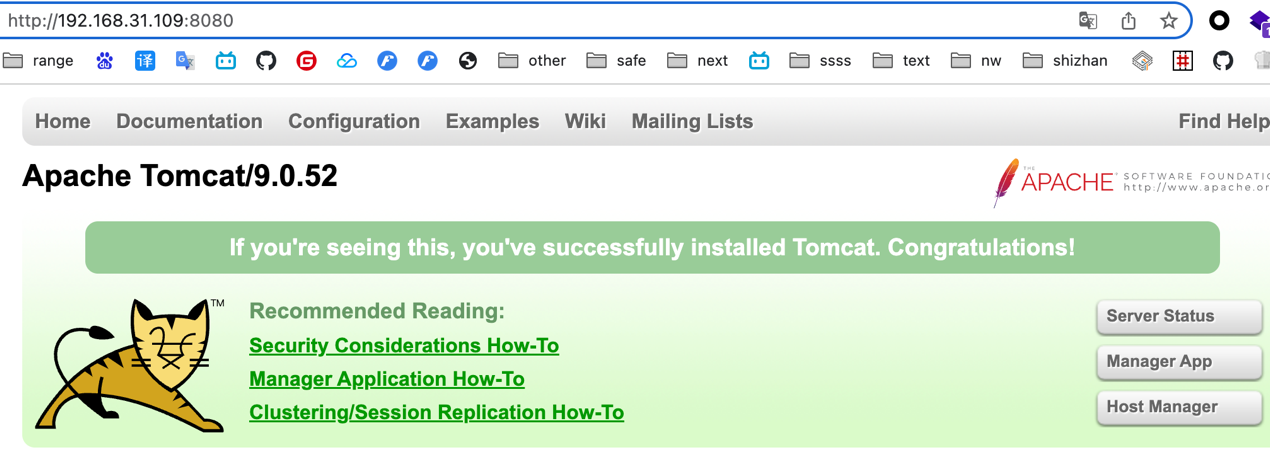 http://192.168.31.109:8080
range
other
safe
next
ssss
text
nw
shizhan
Home Documentation Configuration Examples Wiki Mailing Lists Find Help
Apache Tomcat/9.0.52
THE
APACHE SOFTWARE FOUNDATIO
http://www.apache.or
If you're seeing this, you've successfully installed Tomcat. Congratulations!
TM
Recommended Reading:
Security Considerations How-To
Manager Application How-To
Clustering/Session Replication How-To
Server Status
Manager App
Host Manager